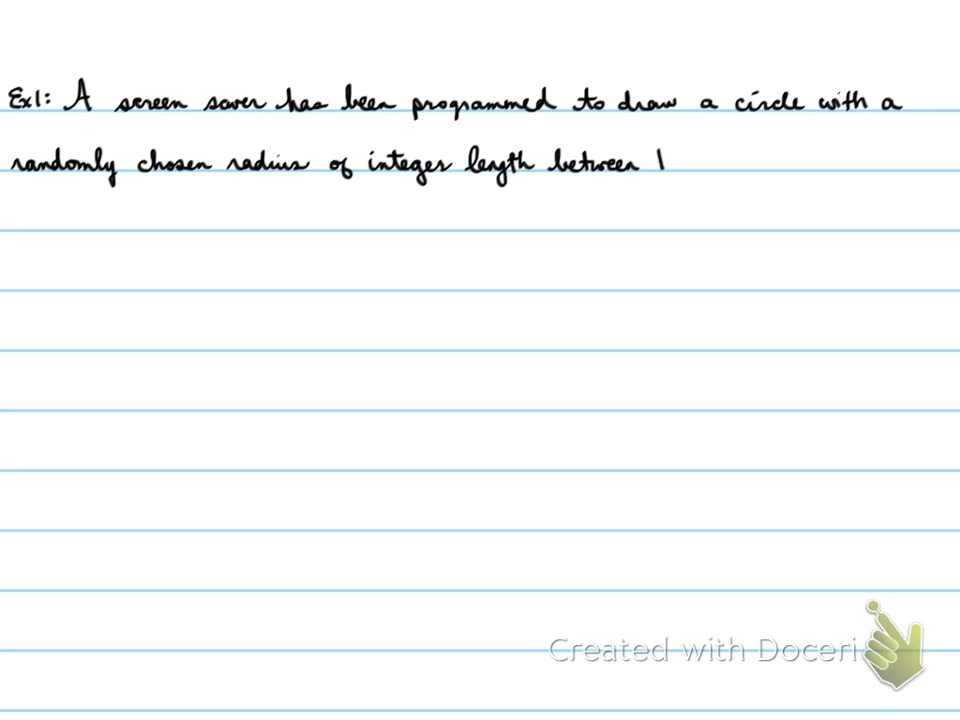 Ex1: A screen saver has been programmed to draw a circle with a
randomly chosen radius of integer length between 1
Created with Doceri